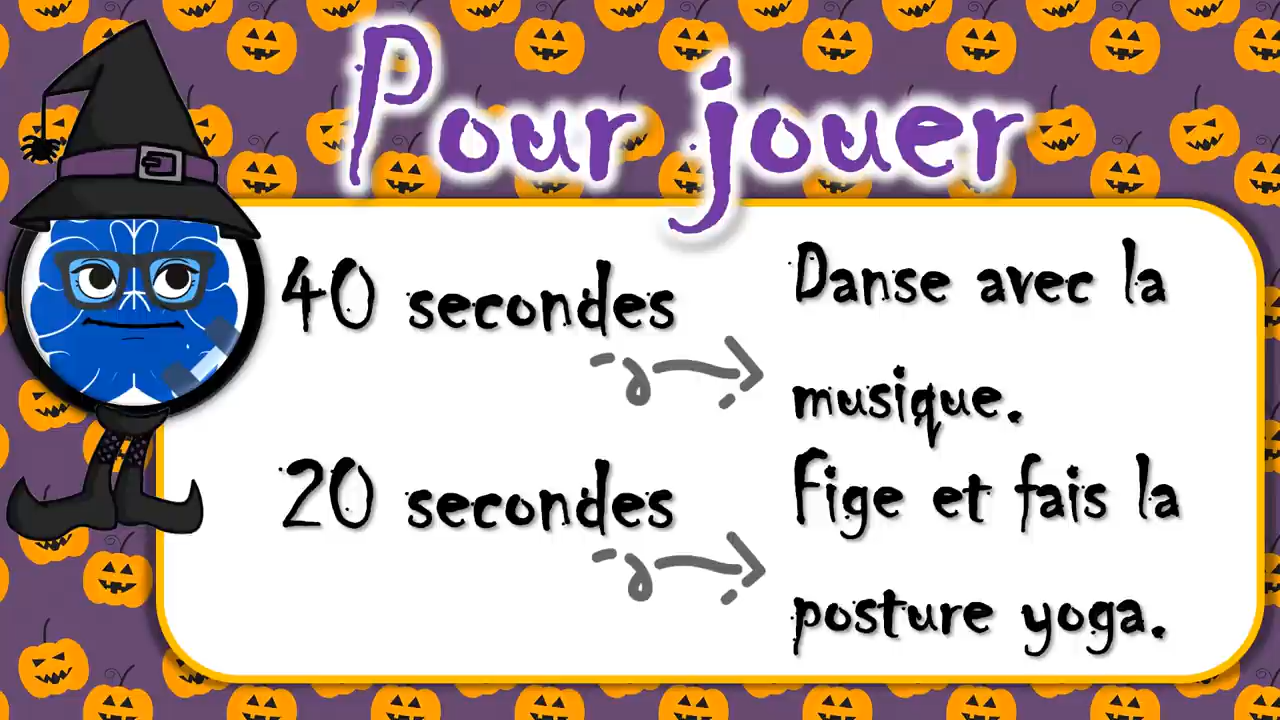 Pour jouer
40 secondes
Danse avec la
musique.
20 secondes
Fige et fais la
posture yoga.